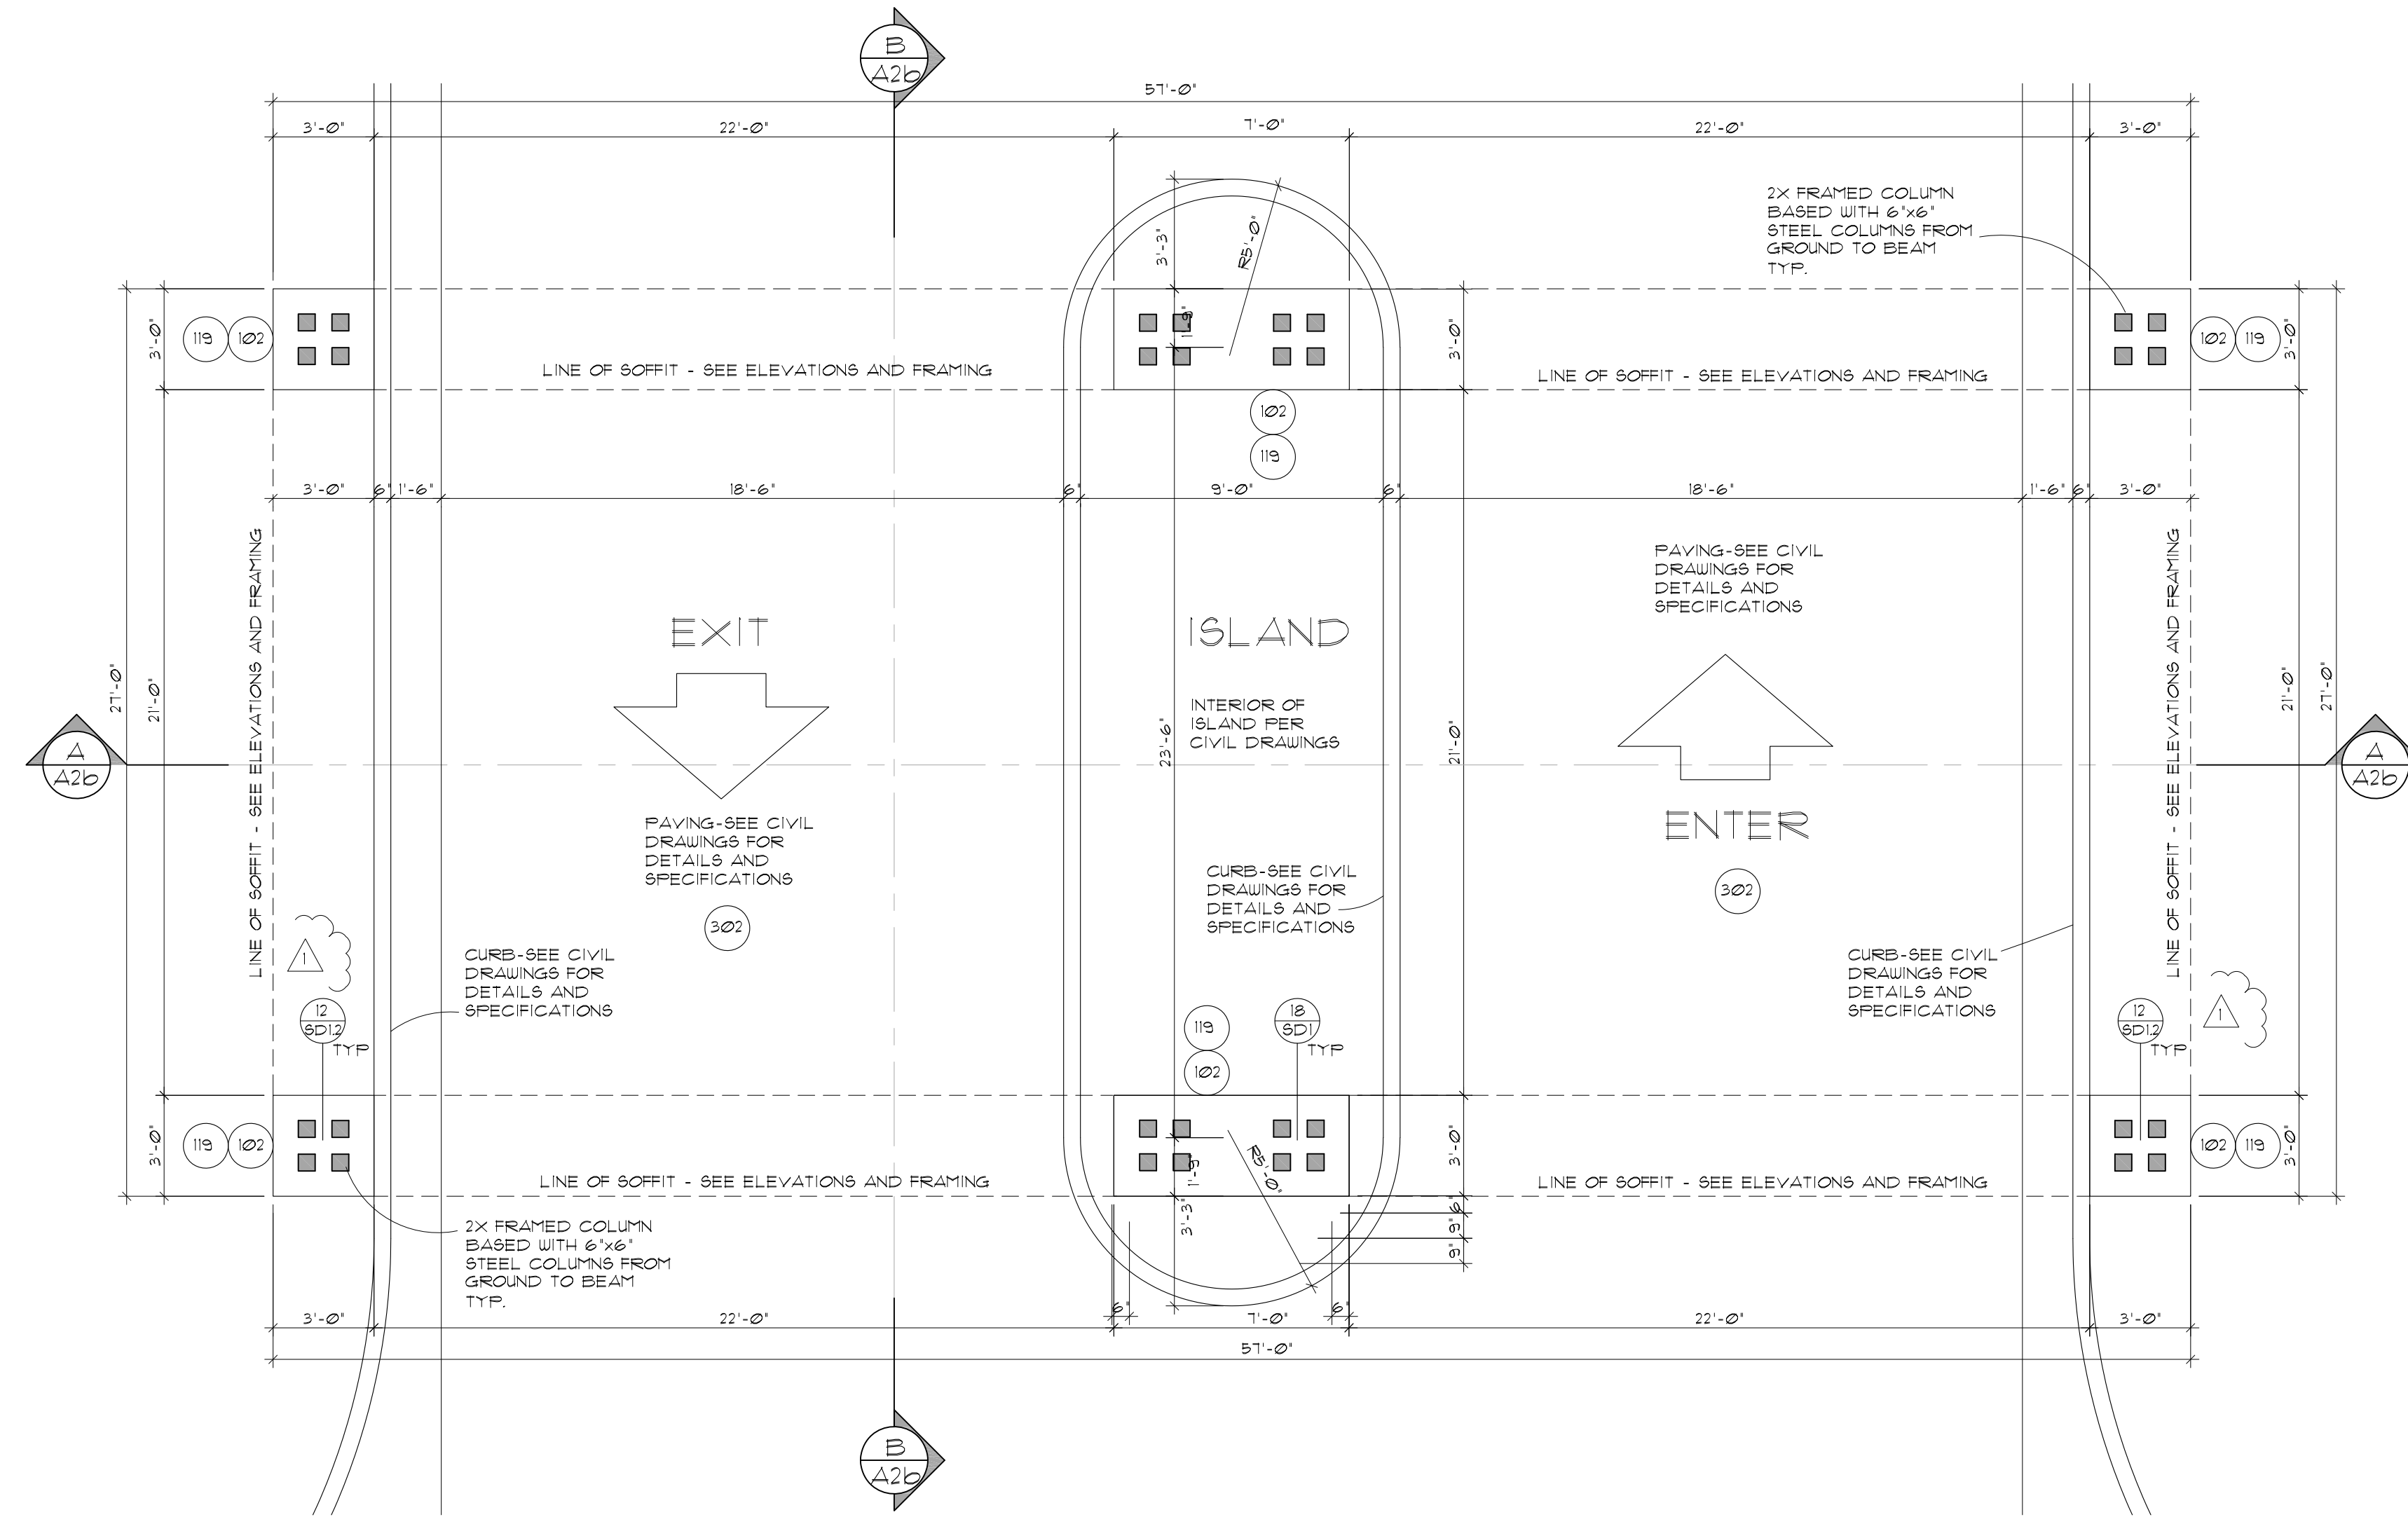 B
A2b
57'-0"
3'-0"
22'-0"
7'-0"
22'-0"
3'-0"
2X FRAMED COLUMN
BASED WITH 6"x6"
STEEL COLUMNS FROM
GROUND TO BEAM
TYP.
3'-3"
R5'-0"
3'-0"
119
102
1'-9"
3'-0"
102
119
3'-0"
LINE OF SOFFIT - SEE ELEVATIONS AND FRAMING
LINE OF SOFFIT - SEE ELEVATIONS AND FRAMING
102
119
3'-0"
6"
1'-6"
18'-6"
6"
9'-0"
6"
18'-6"
1'-6"
6"
3'-0"
LINE OF SOFFIT - SEE ELEVATIONS AND FRAMING
LINE OF SOFFIT - SEE ELEVATIONS AND FRAMING
PAVING-SEE CIVIL
DRAWINGS FOR
DETAILS AND
SPECIFICATIONS
EXIT
ISLAND
27'-0"
21'-0"
23'-6"
INTERIOR OF
ISLAND PER
CIVIL DRAWINGS
21'-0"
21'-0"
27'-0"
A
A2b
A
A2b
PAVING-SEE CIVIL
DRAWINGS FOR
DETAILS AND
SPECIFICATIONS
302
ENTER
302
CURB-SEE CIVIL
DRAWINGS FOR
DETAILS AND
SPECIFICATIONS
1
CURB-SEE CIVIL
DRAWINGS FOR
DETAILS AND
SPECIFICATIONS
CURB-SEE CIVIL
DRAWINGS FOR
DETAILS AND
SPECIFICATIONS
1
12
SD1.2
TYP
119
102
18
SD1
TYP
12
SD1.2
TYP
3'-0"
119
102
1'-9"
R5'-0"
3'-0"
102
119
3'-0"
LINE OF SOFFIT - SEE ELEVATIONS AND FRAMING
LINE OF SOFFIT - SEE ELEVATIONS AND FRAMING
3'-3"
6"
9"
9"
2X FRAMED COLUMN
BASED WITH 6"x6"
STEEL COLUMNS FROM
GROUND TO BEAM
TYP.
6"
6"
3'-0"
22'-0"
7'-0"
22'-0"
3'-0"
57'-0"
B
A2b